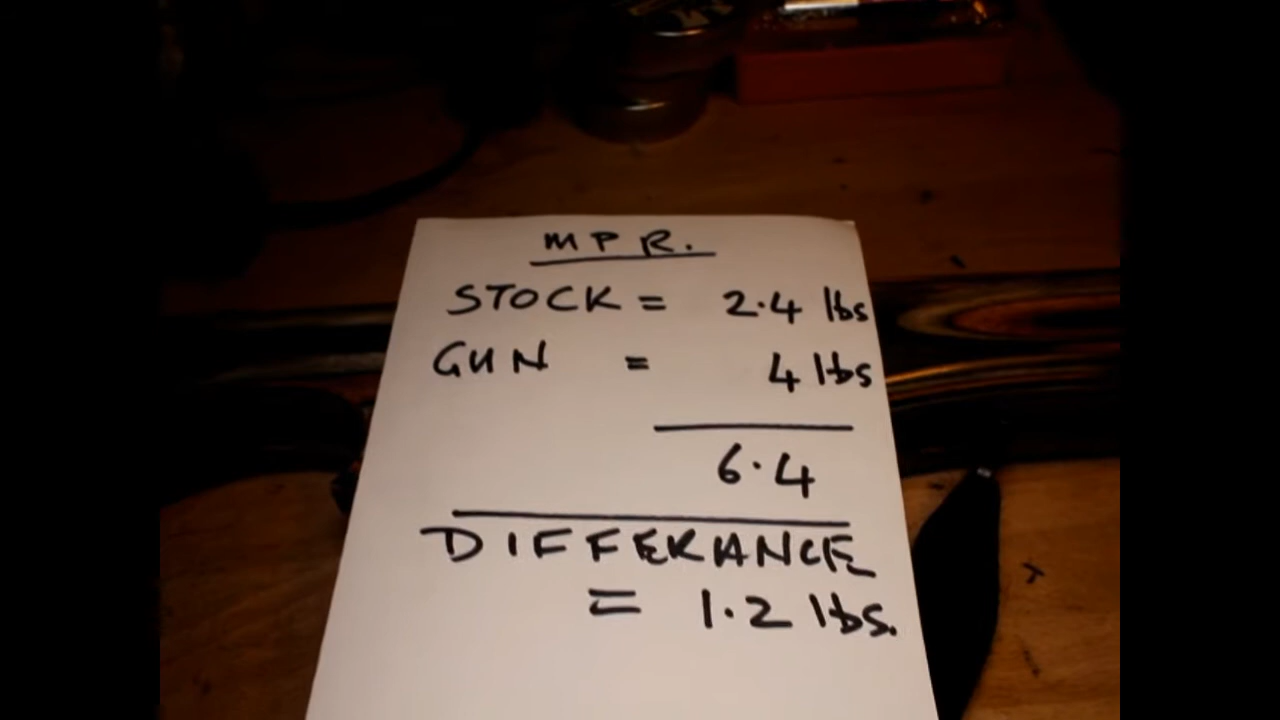 MPR.
STOCK = 2.4 lbs
GUN = 4 lbs
6.4
DIFFERANCE
= 1.2 lbs.